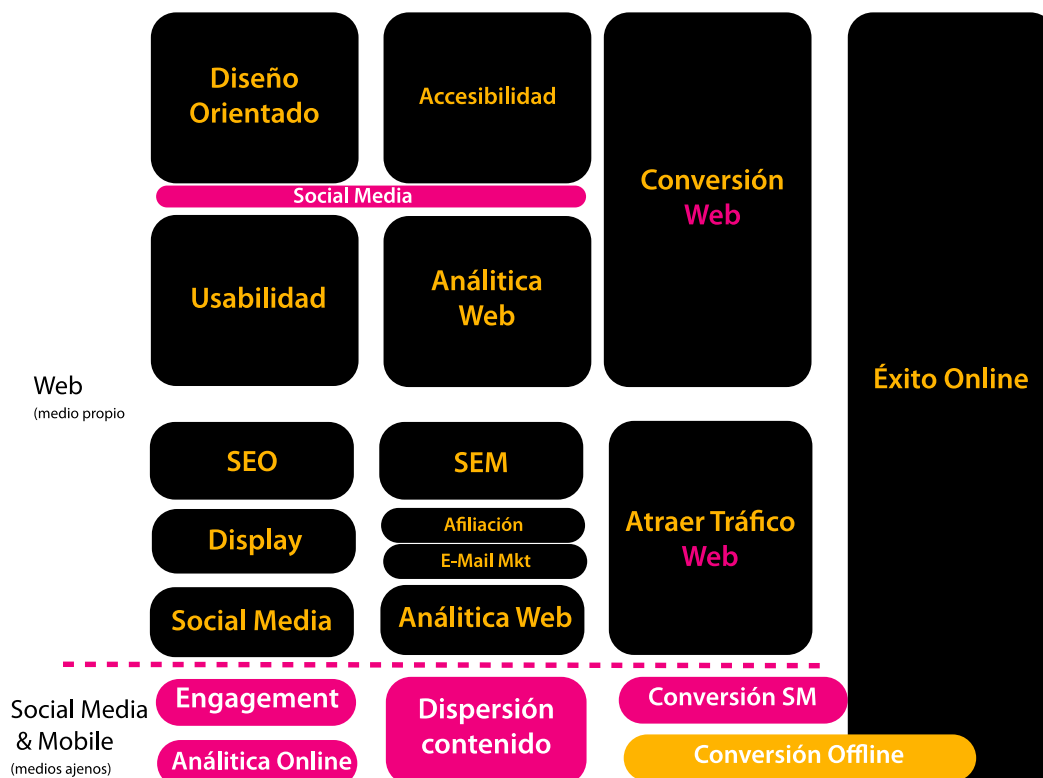 Diseño
Orientado
Accesibilidad
Conversión
Web
Social Media
Usabilidad
Análitica
Web
Éxito Online
Web
(medio propio
SEO
SEM
Atraer Tráfico
Web
Display
Afiliación
E-Mail Mkt
Social Media
Análitica Web
Social Media
& Mobile
(medios ajenos)
Engagement
Dispersión
contenido
Conversión SM
Análitica Online
Conversión Offline